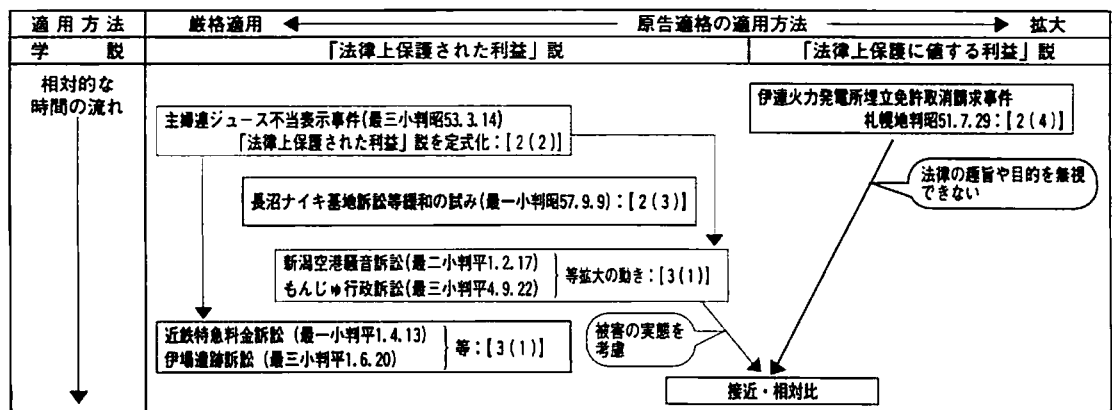 適用方法
厳格適用
原告適格の適用方法
拡大
学説
「法律上保護された利益」説
「法律上保護に値する利益」説
相対的な
時間の流れ
伊達火力発電所埋立免許取消請求事件
札幌地判昭51.7.29：[2(4)]
主婦連ジュース不当表示事件(最三小判昭53.3.14)
「法律上保護された利益」説を定式化：[2(2)]
法律の趣旨や目的を無視
できない
長沼ナイキ基地訴訟等緩和の試み(最一小判昭57.9.9)：[2(3)]
新潟空港騒音訴訟(最二小判平1.2.17)
もんじゅ行政訴訟(最三小判平4.9.22)
等拡大の動き：[3(1)]
近鉄特急料金訴訟（最一小判平1.4.13)
伊場遺跡訴訟（最三小判平1.6.20)
等：[3(1)]
被害の実態を
考慮
接近・相対比